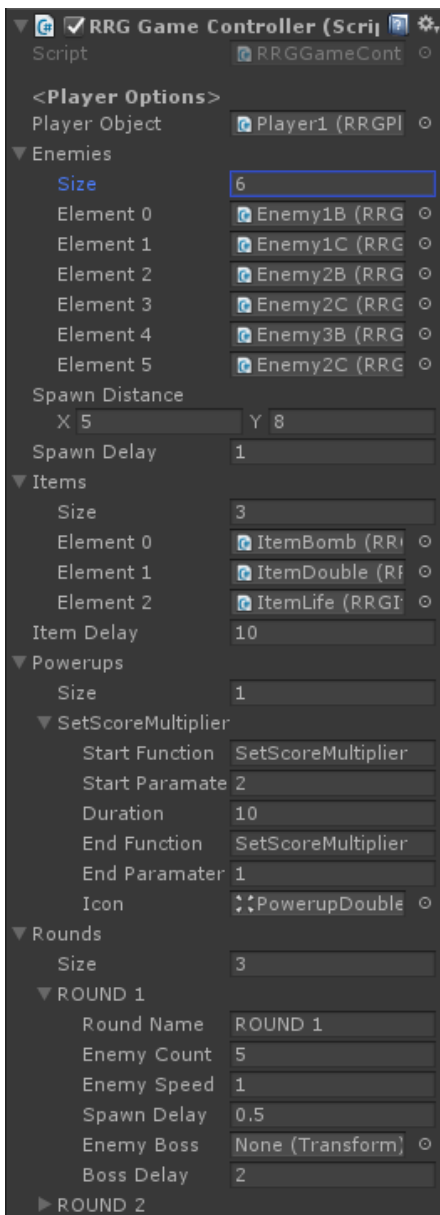 RRG Game Controller (Scrip
Script RRGGameCont
<Player Options>
Player Object Player1 (RRGPl
Enemies
Size 6
Element 0 Enemy1B (RRG
Element 1 Enemy1C (RRG
Element 2 Enemy2B (RRG
Element 3 Enemy2C (RRG
Element 4 Enemy3B (RRG
Element 5 Enemy2C (RRG
Spawn Distance
X 5 Y 8
Spawn Delay 1
Items
Size 3
Element 0 ItemBomb (RR
Element 1 ItemDouble (RF
Element 2 ItemLife (RRGI
Item Delay 10
Powerups
Size 1
SetScoreMultiplier
Start Function SetScoreMultiplier
Start Paramate 2
Duration 10
End Function SetScoreMultiplier
End Paramater 1
Icon PowerupDouble
Rounds
Size 3
ROUND 1
Round Name ROUND 1
Enemy Count 5
Enemy Speed 1
Spawn Delay 0.5
Enemy Boss None (Transform)
Boss Delay 2
ROUND 2